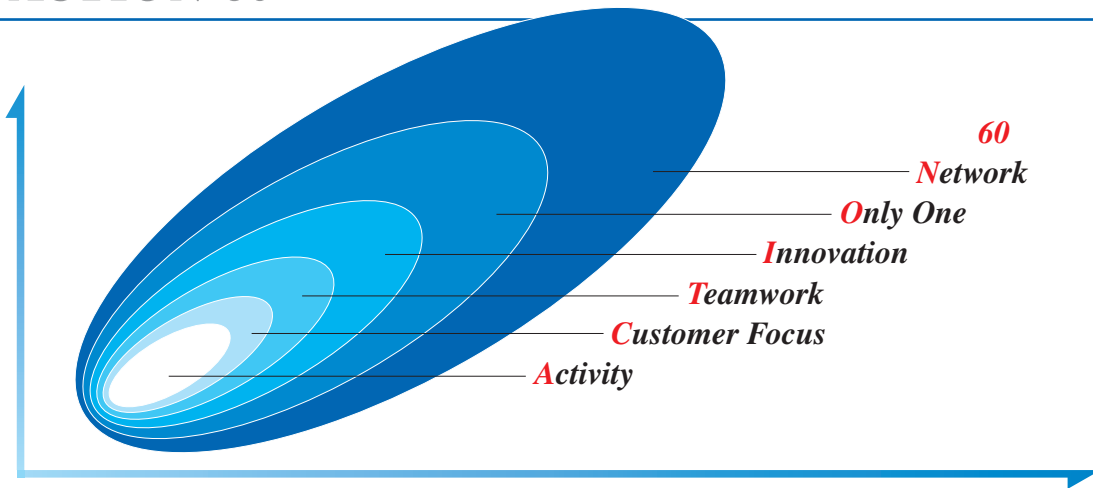 60
Network
Only One
Innovation
Teamwork
Customer Focus
Activity